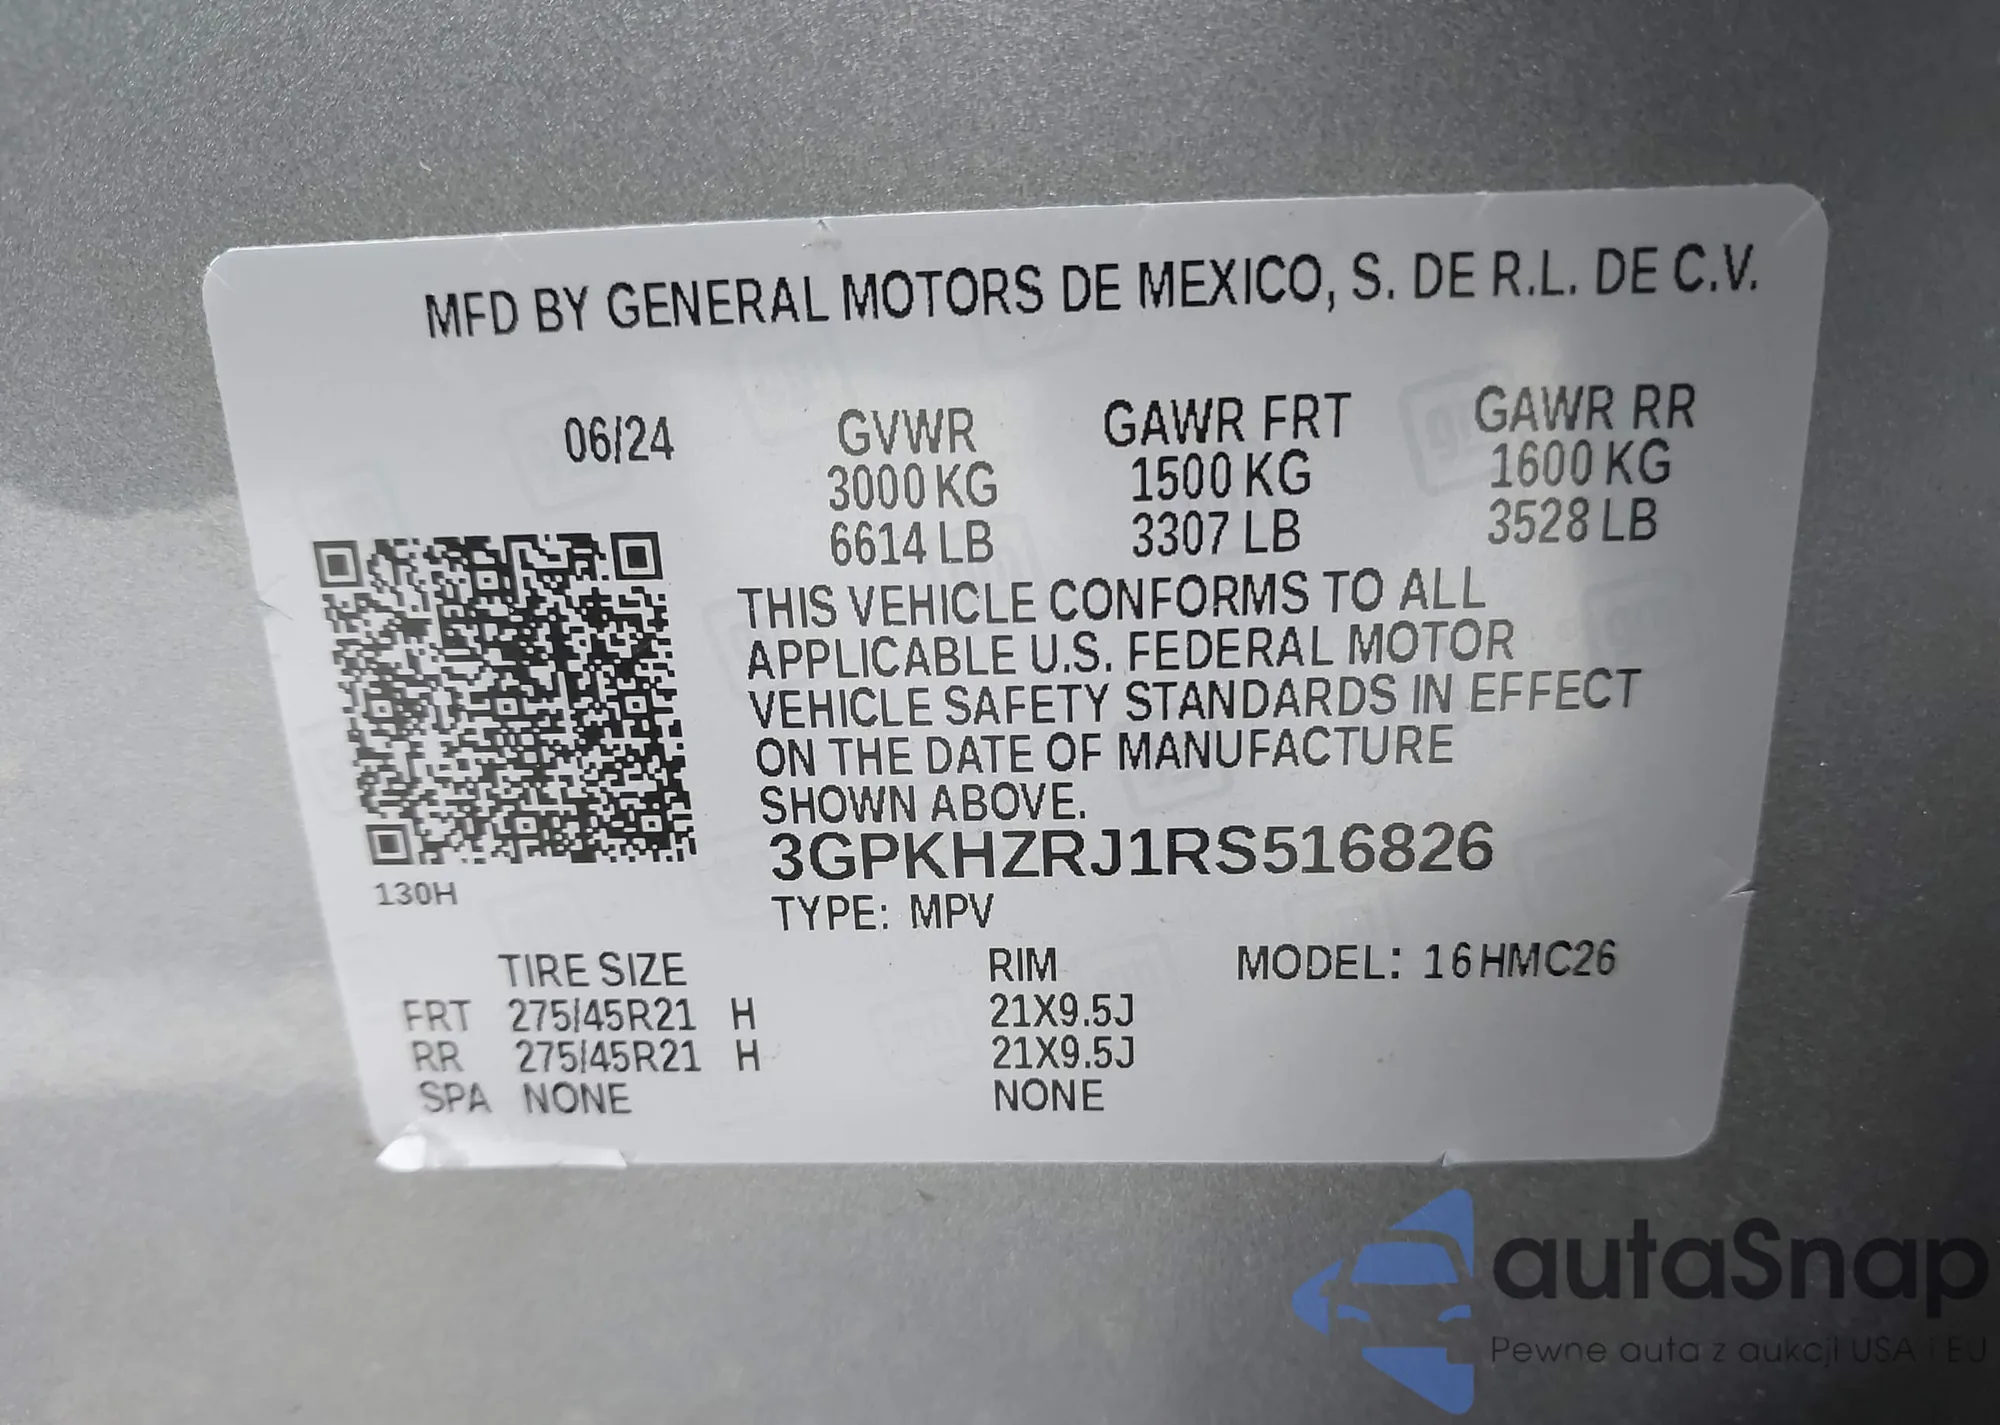 MFD BY GENERAL MOTORS DE MEXICO, S. DE R.L. DE C.V.
06/24 GVWR GAWR FRT GAWR RR
3000 KG 1500 KG 1600 KG
6614 LB 3307 LB 3528 LB
THIS VEHICLE CONFORMS TO ALL
APPLICABLE U.S. FEDERAL MOTOR
VEHICLE SAFETY STANDARDS IN EFFECT
ON THE DATE OF MANUFACTURE
SHOWN ABOVE.
3GPKHZRJ1RS516826
130H
TYPE: MPV
TIRE SIZE RIM MODEL: 16HMC26
FRT 275/45R21 H 21X9.5J
RR 275/45R21 H 21X9.5J
SPA NONE NONE
autaSnap
Pewne auta z aukcji USA i EU